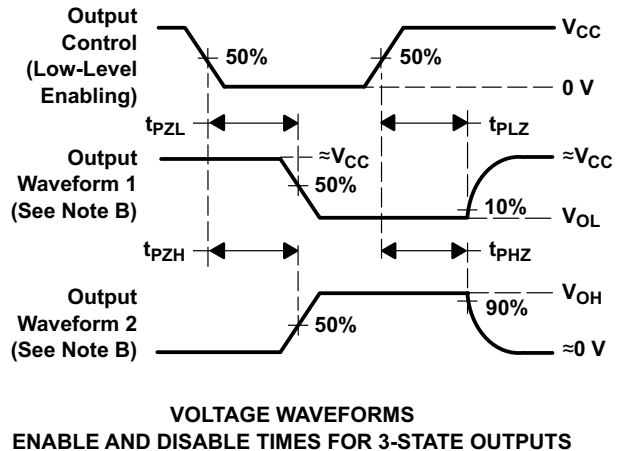 Output
Control
(Low-Level
Enabling)
50%
50%
VCC
0 V
tPZL
tPLZ
Output
Waveform 1
(See Note B)
≈VCC
50%
≈VCC
10%
VOL
tPZH
tPHZ
Output
Waveform 2
(See Note B)
50%
VOH
90%
≈0 V
VOLTAGE WAVEFORMS
ENABLE AND DISABLE TIMES FOR 3-STATE OUTPUTS